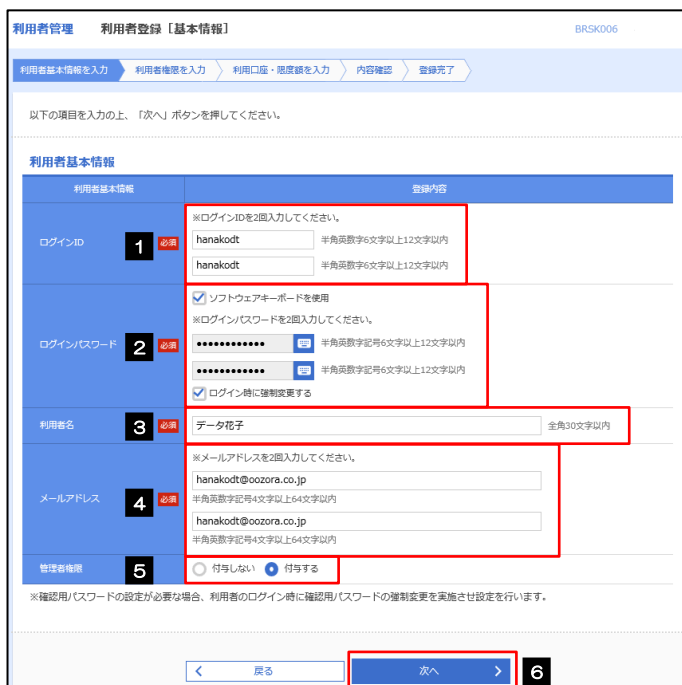 利用者管理 利用者登録［基本情報］ BRSK006
利用者基本情報を入力 利用者権限を入力 利用口座・限度額を入力 内容確認 登録完了
以下の項目を入力の上、「次へ」ボタンを押してください。
利用者基本情報
利用者基本情報 登録内容
※ログインIDを2回入力してください。
ログインID 1 必須 hanakodt 半角英数字6文字以上12文字以内
hanakodt 半角英数字6文字以上12文字以内
ソフトウェアキーボードを使用
※ログインパスワードを2回入力してください。
ログインパスワード 2 必須 ●●●●●●●●●●●● 半角英数字記号6文字以上12文字以内
●●●●●●●●●●●● 半角英数字記号6文字以上12文字以内
ログイン時に強制変更する
利用者名 3 必須 データ花子 全角30文字以内
※メールアドレスを2回入力してください。
hanakodt@oozora.co.jp
メールアドレス 4 必須 半角英数字記号4文字以上64文字以内
hanakodt@oozora.co.jp
半角英数字記号4文字以上64文字以内
管理者権限 5 付与しない 付与する
※確認用パスワードの設定が必要な場合、利用者のログイン時に確認用パスワードの強制変更を実施させ設定を行います。
戻る 次へ 6